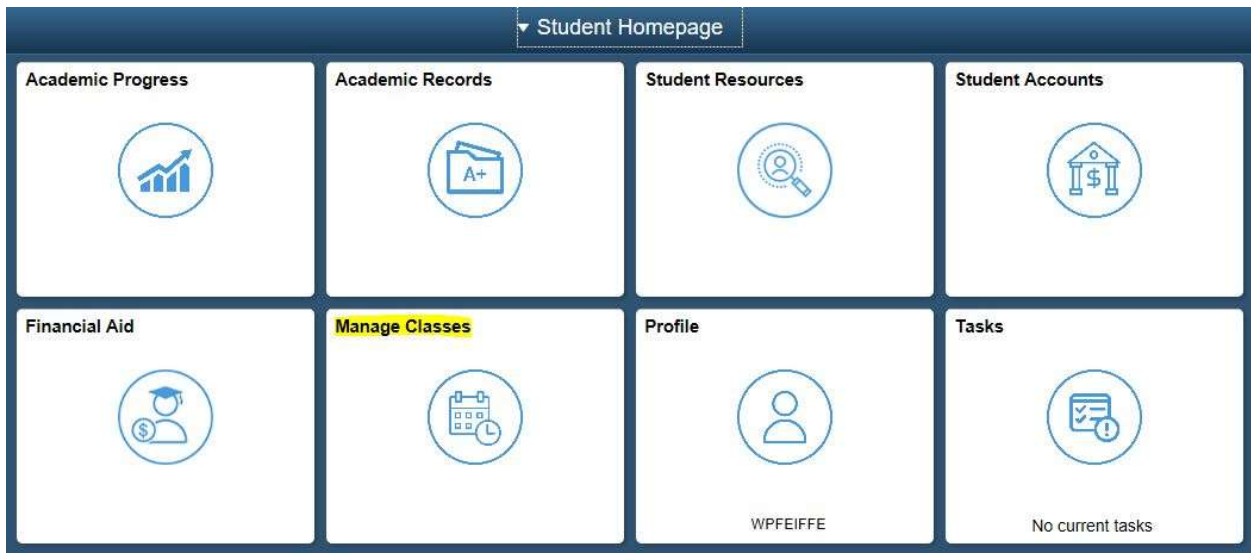 Student Homepage
Academic Progress
Academic Records
Student Resources
Student Accounts
A+
$
Financial Aid
Manage Classes
Profile
Tasks
$
WPFEIFFE
No current tasks